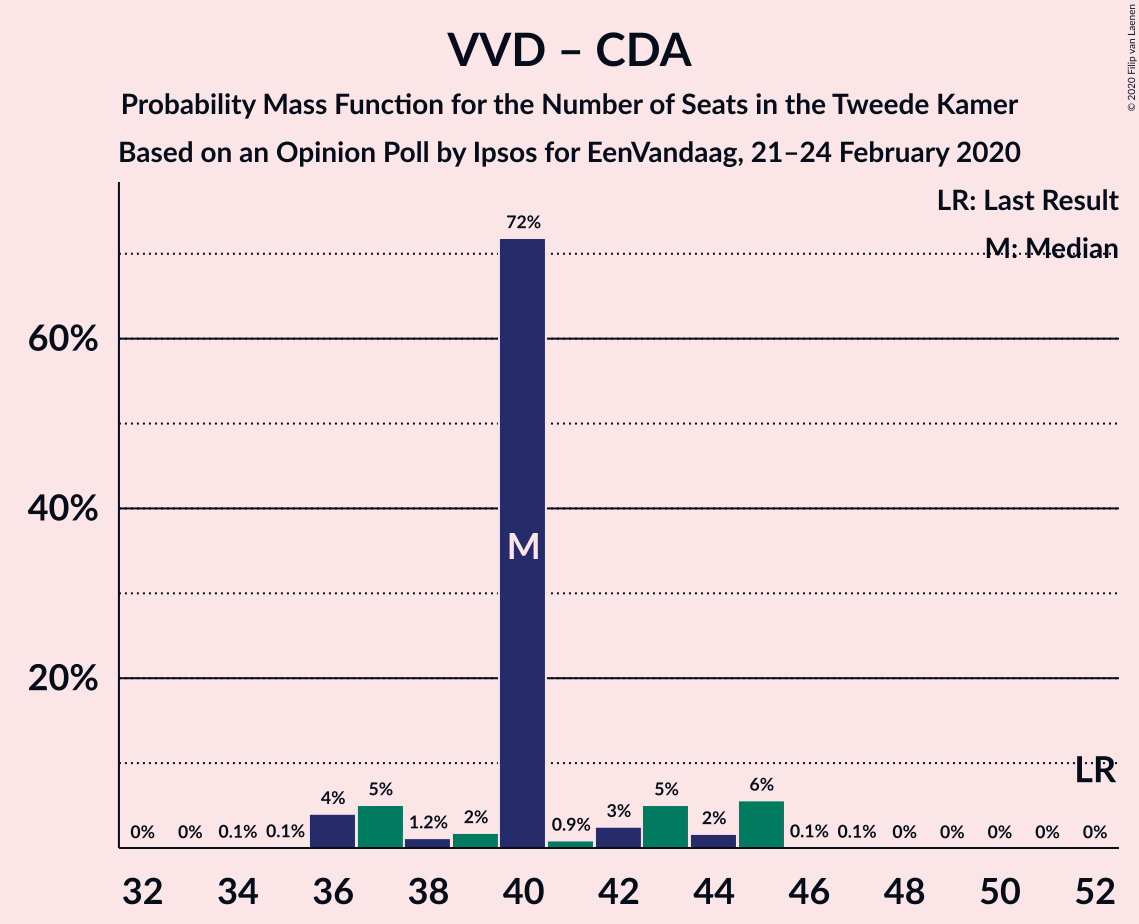 VVD – CDA
Probability Mass Function for the Number of Seats in the Tweede Kamer
Based on an Opinion Poll by Ipsos for EenVandaag, 21–24 February 2020
© 2020 Filip van Laenen
LR: Last Result
M: Median
72%
60%
40%
M
20%
LR
0% 0% 0.1% 0.1% 4% 5% 1.2% 2% 0.9% 3% 5% 2% 6% 0.1% 0.1% 0% 0% 0% 0% 0%
32 34 36 38 40 42 44 46 48 50 52